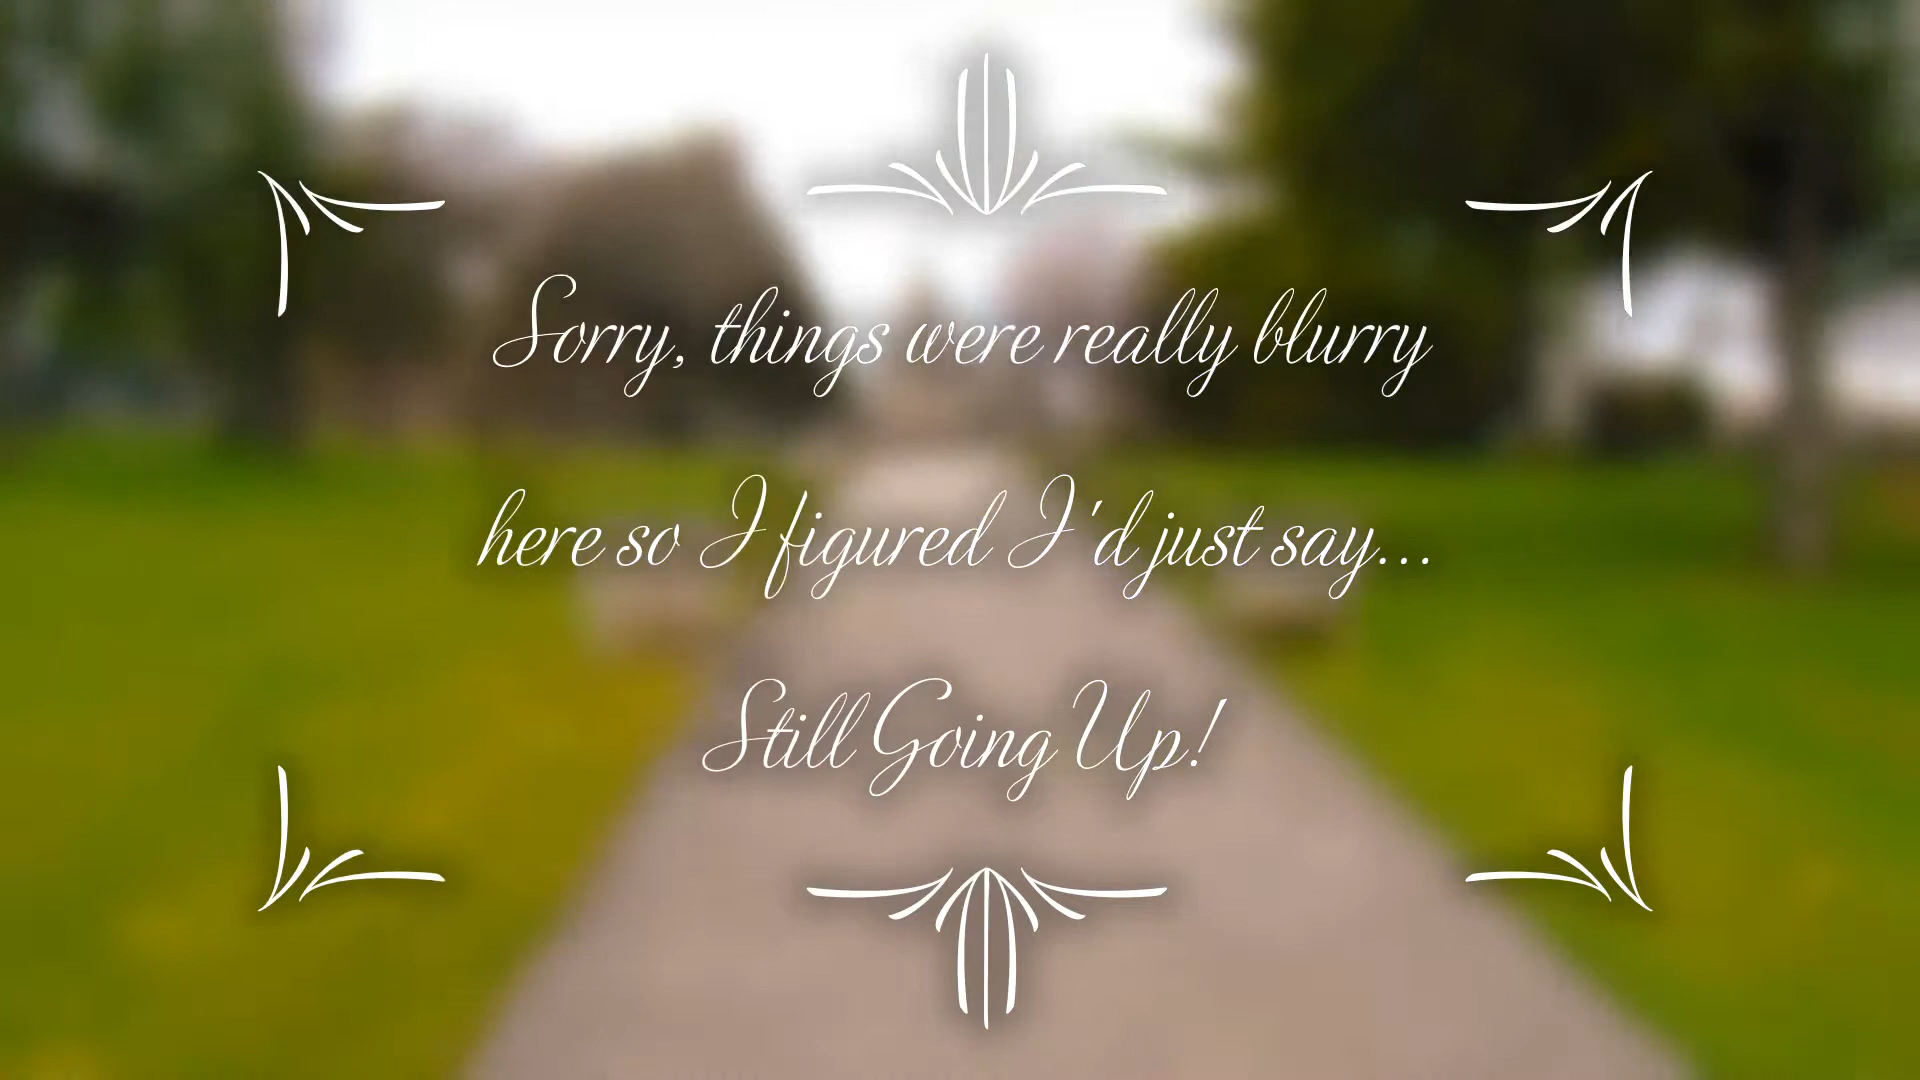 Sorry, things were really blurry
here so I figured I'd just say...
Still Going Up!